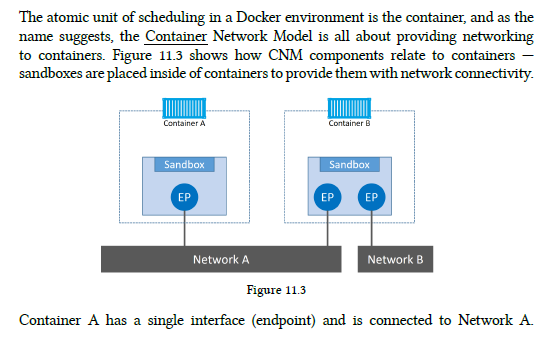 The atomic unit of scheduling in a Docker environment is the container, and as the
name suggests, the Container Network Model is all about providing networking
to containers. Figure 11.3 shows how CNM components relate to containers —
sandboxes are placed inside of containers to provide them with network connectivity.
Container A
Container B
Sandbox
Sandbox
EP
EP
EP
Network A
Network B
Figure 11.3
Container A has a single interface (endpoint) and is connected to Network A.